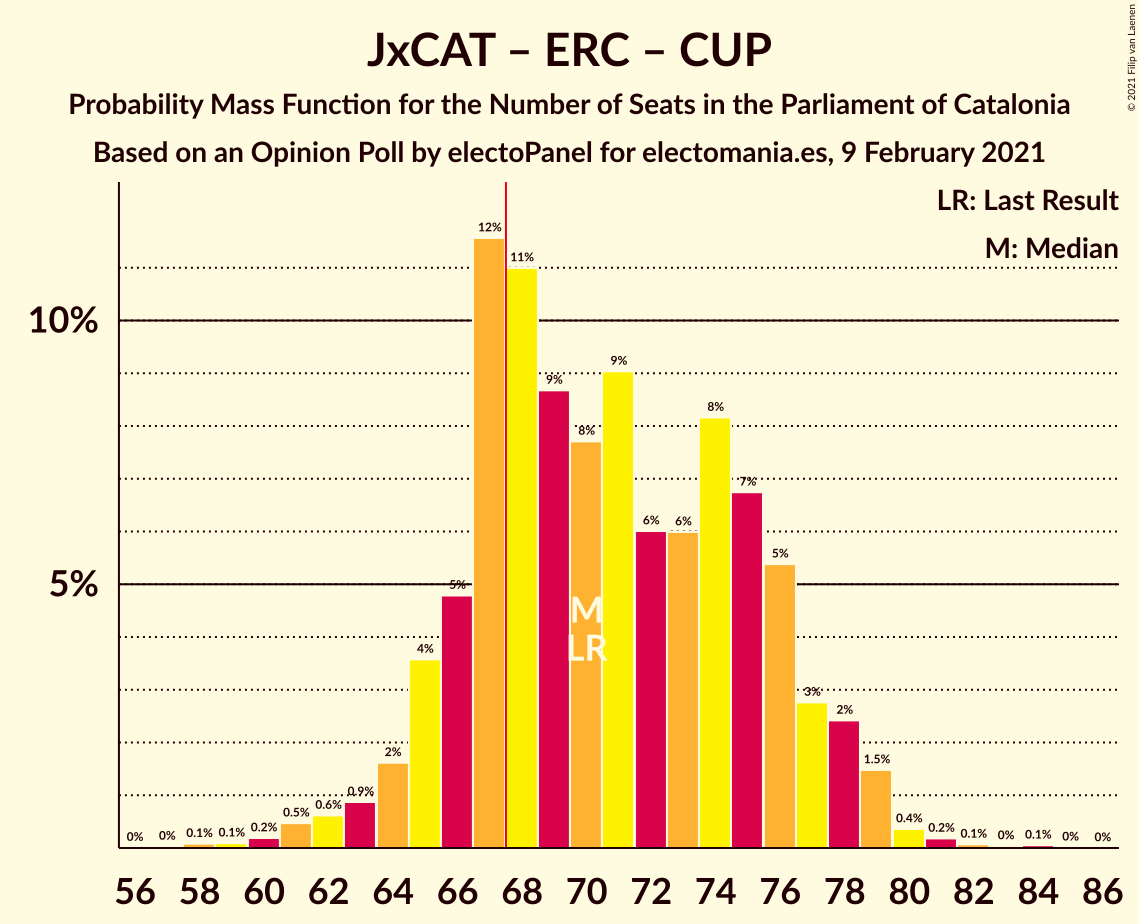 JxCAT – ERC – CUP
Probability Mass Function for the Number of Seats in the Parliament of Catalonia
Based on an Opinion Poll by electoPanel for electomania.es, 9 February 2021
© 2021 Filip van Laenen
LR: Last Result
M: Median
10%
5%
0% 0% 0.1% 0.1% 0.2% 0.5% 0.6% 0.9% 2% 4% 5% 12% 11% 9% 8% 9% 6% 6% 8% 7% 5% 3% 2% 1.5% 0.4% 0.2% 0.1% 0% 0.1% 0% 0%
M
LR
56 58 60 62 64 66 68 70 72 74 76 78 80 82 84 86